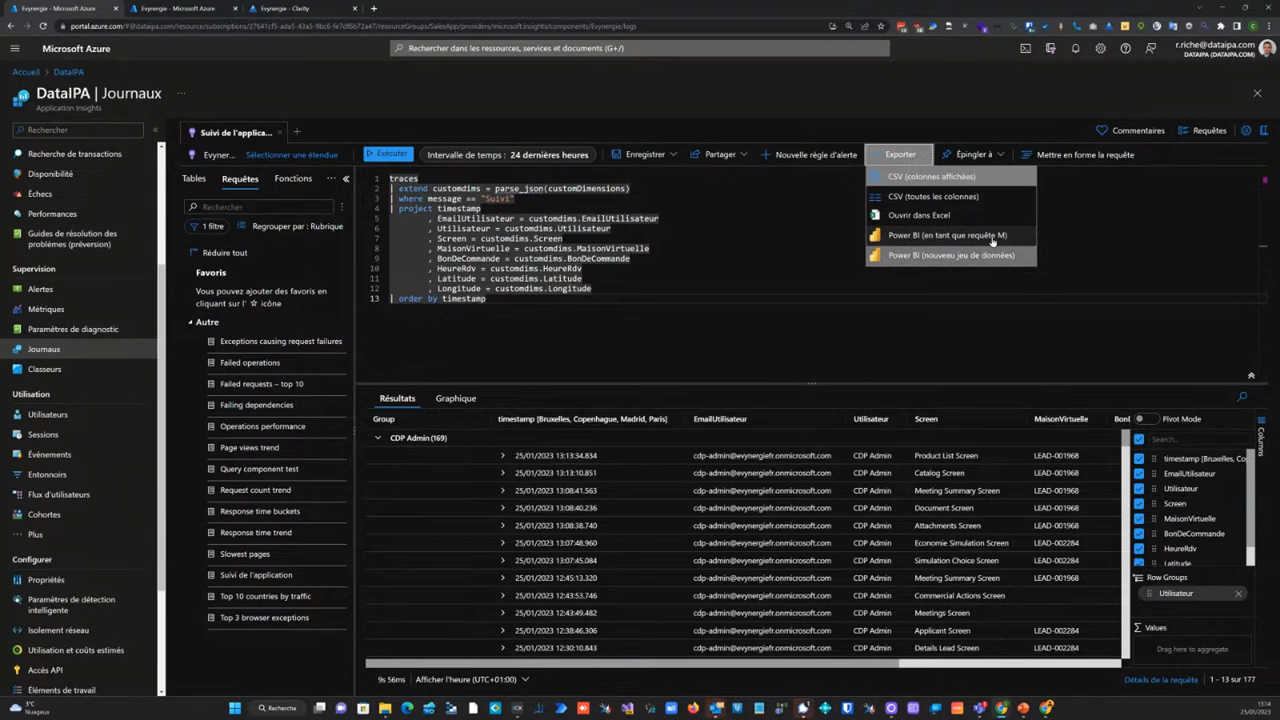 Evynergie - Microsoft Azure
Evynergie - Microsoft Azure
Evynergie - Clarity
Microsoft Azure
Rechercher dans les ressources, services et documents (G+/)
r.riche@dataipa.com
DATAIPA (DATAIPA.COM)
Accueil > DataIPA
DataIPA | Journaux
Application Insights
Rechercher
Recherche de transactions
Disponibilité
Échecs
Performances
Guides de résolution des problèmes (préversion)
Supervision
Alertes
Métriques
Paramètres de diagnostic
Journaux
Classeurs
Utilisation
Utilisateurs
Sessions
Évènements
Entonnoirs
Flux d'utilisateurs
Cohortes
Plus
Configurer
Propriétés
Paramètres de détection intelligente
Isolement réseau
Utilisation et coûts estimés
Accès API
Éléments de travail
Suivi de l'applica...
Evyner...
Sélectionner une étendue
Exécuter
Intervalle de temps : 24 dernières heures
Enregistrer
Partager
Nouvelle règle d'alerte
Exporter
Épingler à
Mettre en forme la requête
Commentaires
Requêtes
CSV (colonnes affichées)
CSV (toutes les colonnes)
Ouvrir dans Excel
Power BI (en tant que requête M)
Power BI (nouveau jeu de données)
Tables
Requêtes
Fonctions
Rechercher
1 filtre
Regrouper par : Rubrique
Réduire tout
Favoris
Vous pouvez ajouter des favoris en
cliquant sur l' ☆ icône
Autre
Exceptions causing request failures
Failed operations
Failed requests – top 10
Failing dependencies
Operations performance
Page views trend
Query component test
Request count trend
Response time buckets
Response time trend
Slowest pages
Suivi de l'application
Top 10 countries by traffic
Top 3 browser exceptions
1 traces
2 | extend customdims = parse_json(customDimensions)
3 | where message == "Suivi"
4 | project timestamp
5 , EmailUtilisateur = customdims.EmailUtilisateur
6 , Utilisateur = customdims.Utilisateur
7 , Screen = customdims.Screen
8 , MaisonVirtuelle = customdims.MaisonVirtuelle
9 , BonDeCommande = customdims.BonDeCommande
10 , HeureRdv = customdims.HeureRdv
11 , Latitude = customdims.Latitude
12 , Longitude = customdims.Longitude
13 | order by timestamp
Résultats
Graphique
Group timestamp [Bruxelles, Copenhague, Madrid, Paris] EmailUtilisateur Utilisateur Screen MaisonVirtuelle
CDP Admin (169)
25/01/2023 13:13:34.834 cdp-admin@evynergiefr.onmicrosoft.com CDP Admin Product List Screen LEAD-001968
25/01/2023 13:13:10.851 cdp-admin@evynergiefr.onmicrosoft.com CDP Admin Catalog Screen LEAD-001968
25/01/2023 13:08:41.563 cdp-admin@evynergiefr.onmicrosoft.com CDP Admin Meeting Summary Screen LEAD-001968
25/01/2023 13:08:40.236 cdp-admin@evynergiefr.onmicrosoft.com CDP Admin Document Screen LEAD-001968
25/01/2023 13:08:38.740 cdp-admin@evynergiefr.onmicrosoft.com CDP Admin Attachments Screen LEAD-001968
25/01/2023 13:07:48.960 cdp-admin@evynergiefr.onmicrosoft.com CDP Admin Economie Simulation Screen LEAD-001968
25/01/2023 13:07:45.084 cdp-admin@evynergiefr.onmicrosoft.com CDP Admin Simulation Choice Screen LEAD-001968
25/01/2023 12:45:13.320 cdp-admin@evynergiefr.onmicrosoft.com CDP Admin Meeting Summary Screen LEAD-001968
25/01/2023 12:43:53.746 cdp-admin@evynergiefr.onmicrosoft.com CDP Admin Commercial Actions Screen
25/01/2023 12:43:49.482 cdp-admin@evynergiefr.onmicrosoft.com CDP Admin Meetings Screen
25/01/2023 12:38:46.306 cdp-admin@evynergiefr.onmicrosoft.com CDP Admin Applicant Screen LEAD-002284
25/01/2023 12:30:10.843 cdp-admin@evynergiefr.onmicrosoft.com CDP Admin Details Lead Screen LEAD-002284
Pivot Mode
Search...
timestamp [Bruxelles, Co
EmailUtilisateur
Utilisateur
Screen
MaisonVirtuelle
BonDeCommande
HeureRdv
Latitude
Columns
Row Groups
Utilisateur
Values
Drag here to aggregate
9s 56ms
Afficher l'heure (UTC+01:00)
Détails de la requête
1 - 13 sur 177
3°C
Nuageux
Recherche
13:14
25/01/2023